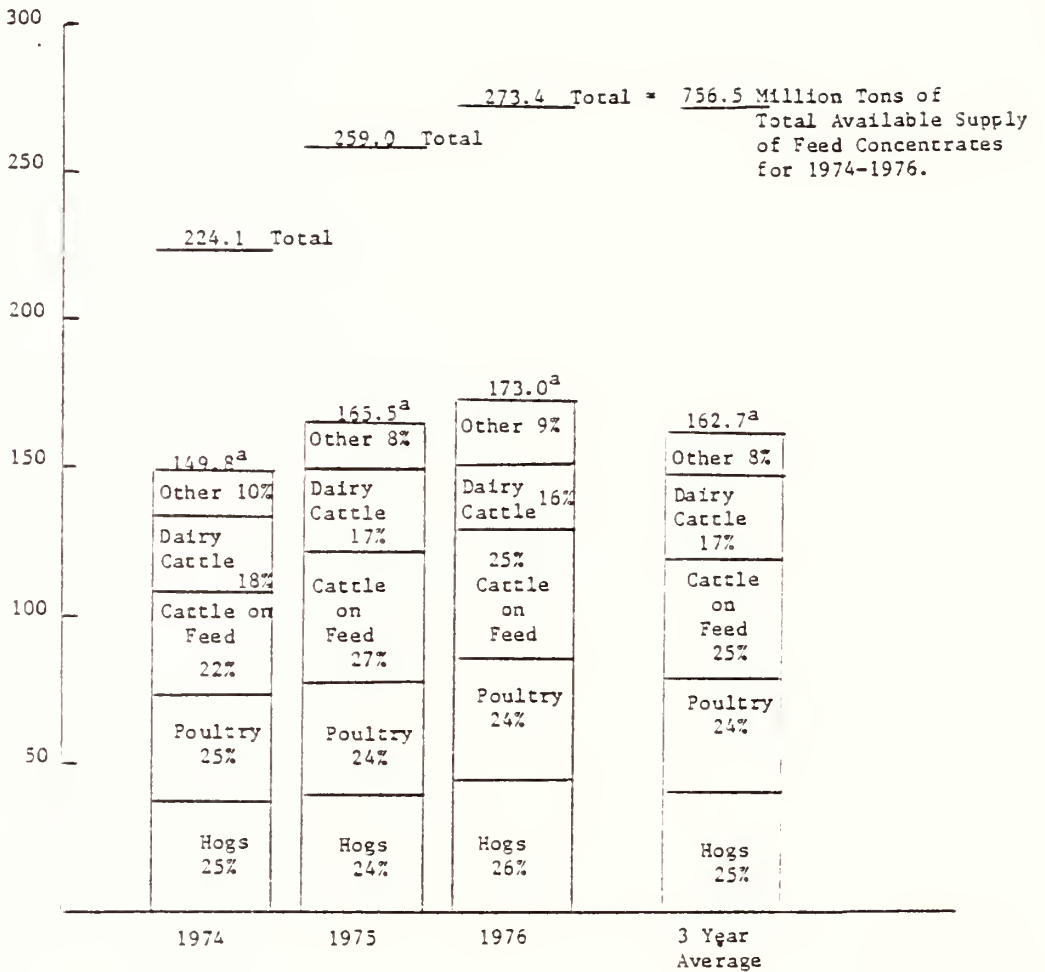 300
273.4 Total = 756.5 Million Tons of
Total Available Supply
of Feed Concentrates
for 1974-1976.
259.0 Total
250
224.1 Total
200
150
100
50
149.8a
Other 10%
Dairy
Cattle
18%
Cattle on
Feed
22%
Poultry
25%
Hogs
25%
1974
165.5a
Other 8%
Dairy
Cattle
17%
Cattle
on
Feed
27%
Poultry
24%
Hogs
24%
1975
173.0a
Other 9%
Dairy
Cattle 16%
25%
Cattle
on
Feed
Poultry
24%
Hogs
26%
1976
162.7a
Other 8%
Dairy
Cattle
17%
Cattle
on
Feed
25%
Poultry
24%
Hogs
25%
3 Year
Average